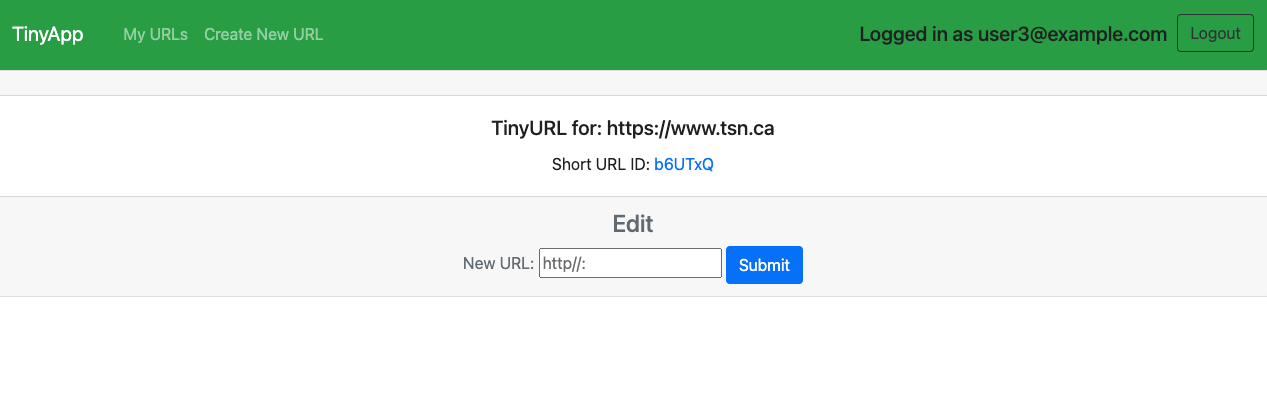 TinyApp My URLs Create New URL Logged in as user3@example.com Logout
TinyURL for: https://www.tsn.ca
Short URL ID: b6UTxQ
Edit
New URL: http//: Submit